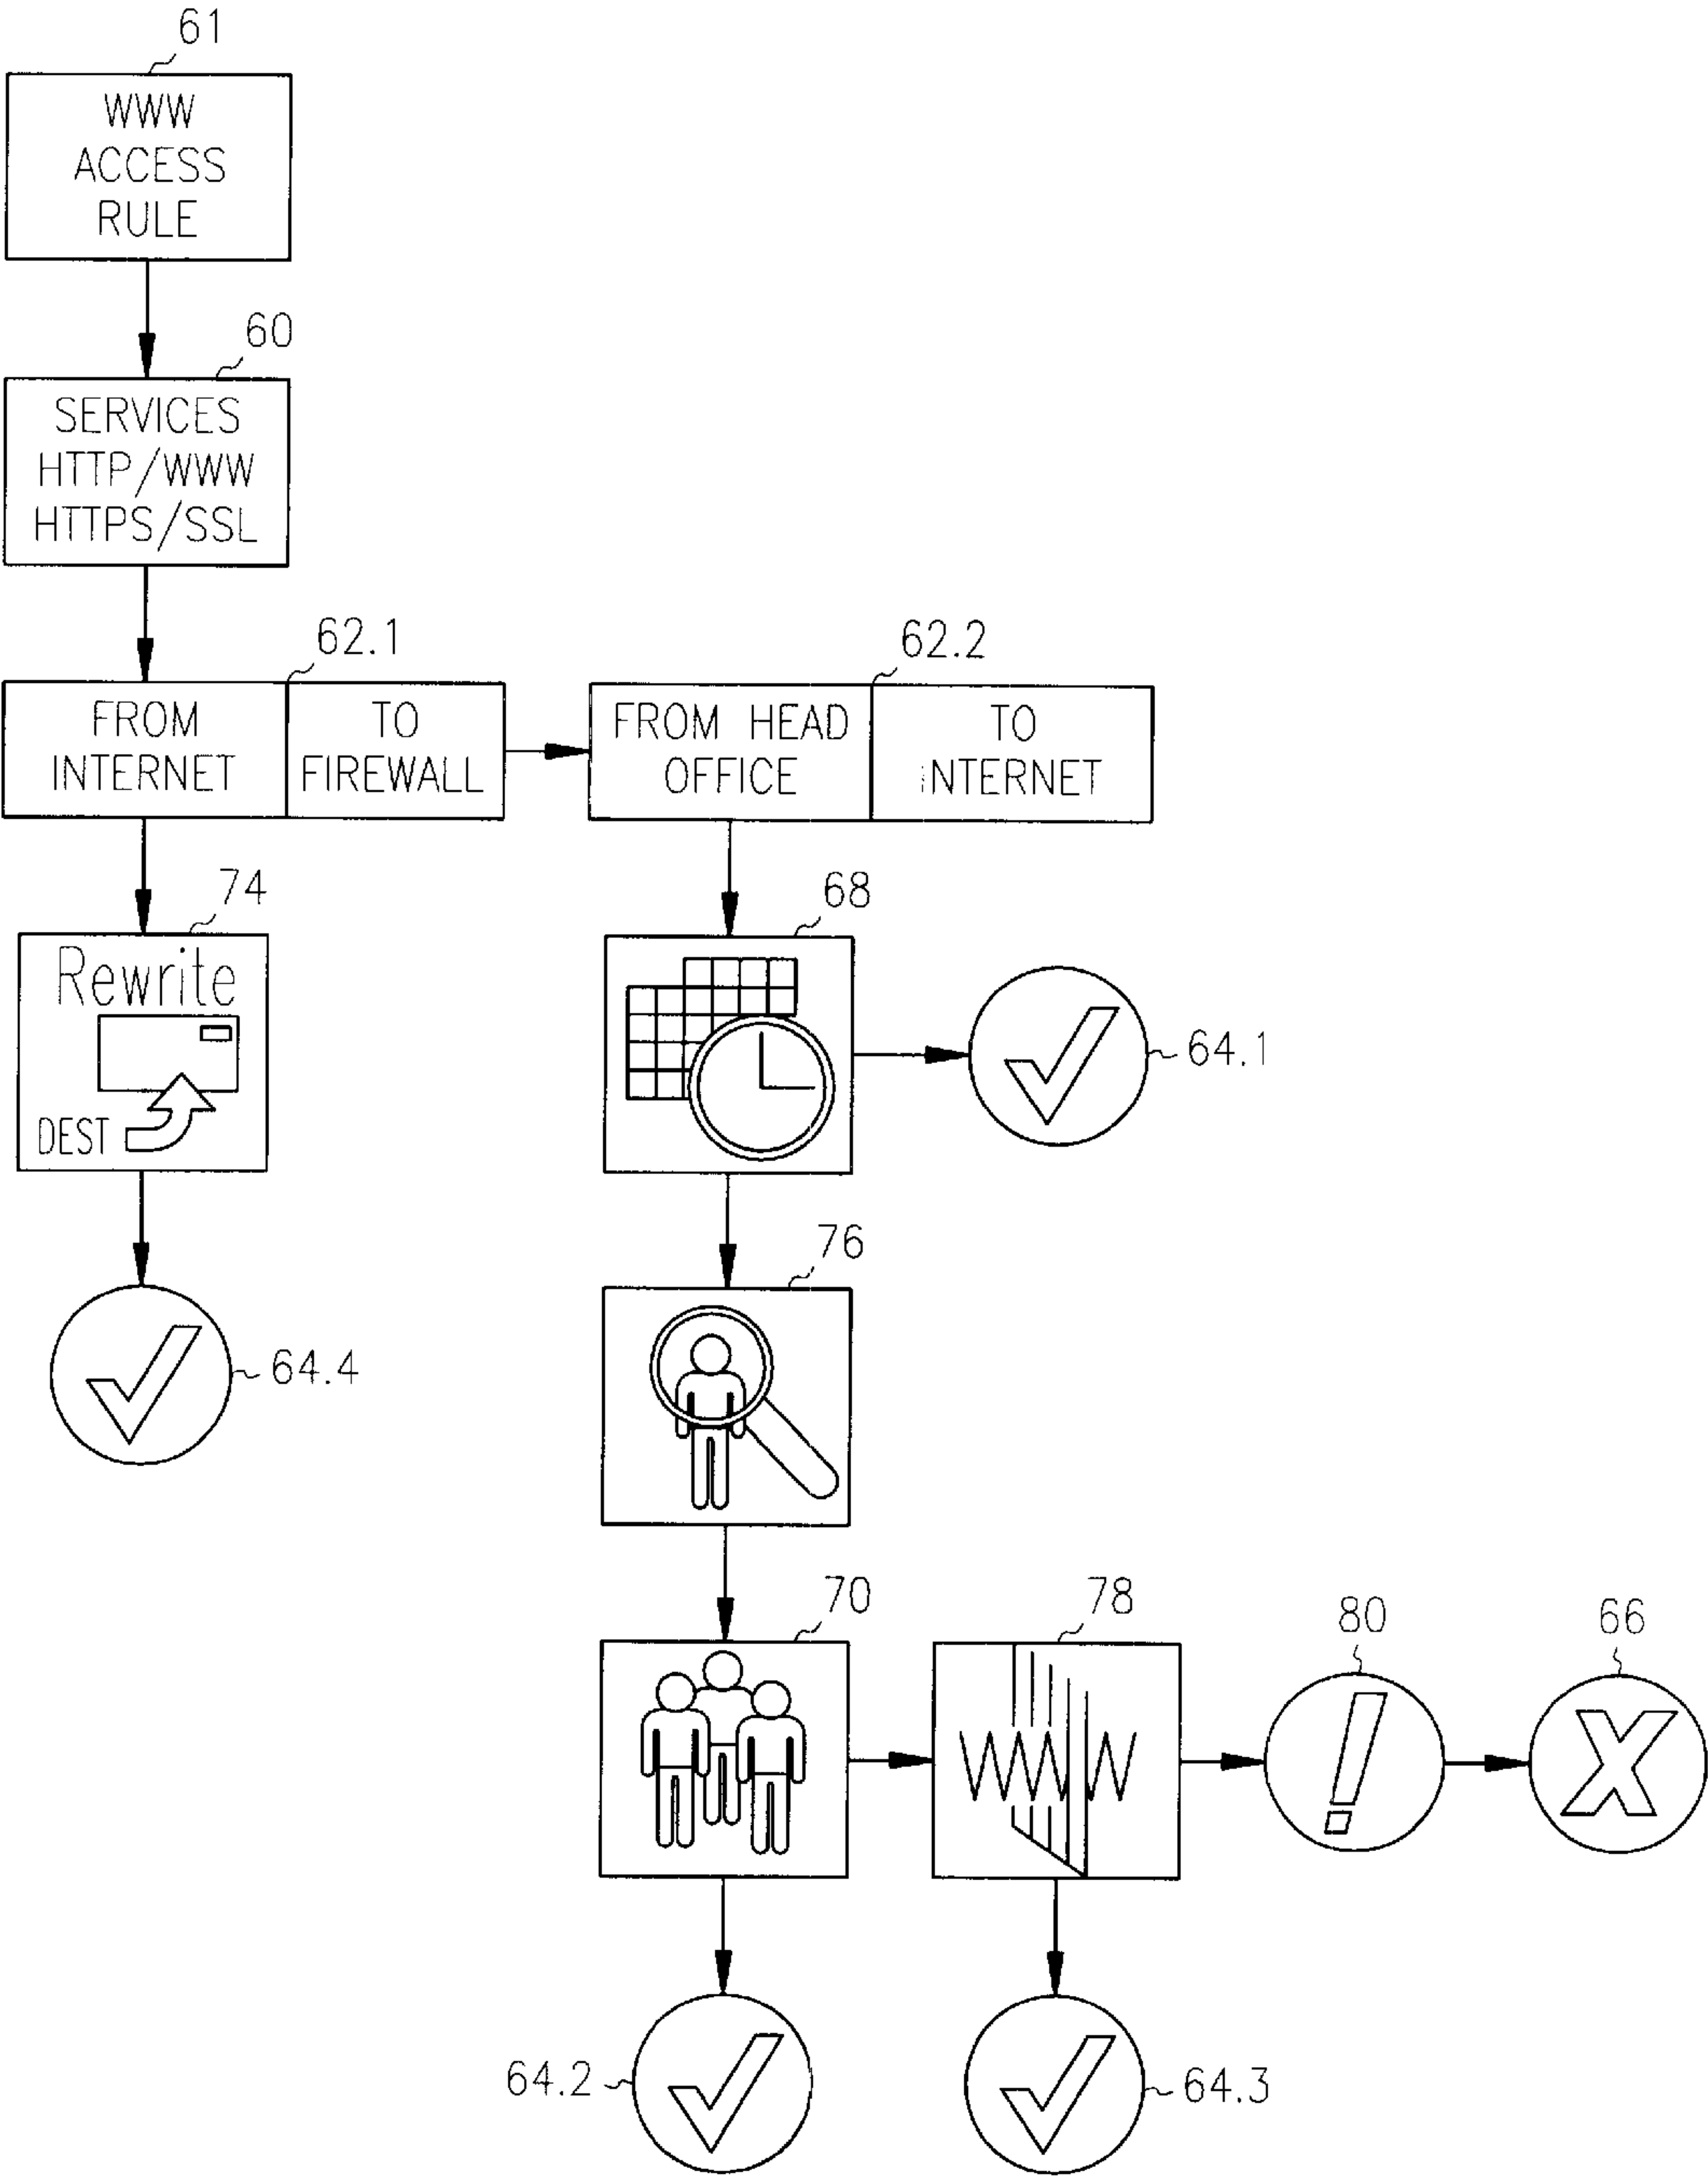 61
WWW
ACCESS
RULE
60
SERVICES
HTTP/WWW
HTTPS/SSL
62.1
62.2
FROM
INTERNET
TO
FIREWALL
FROM HEAD
OFFICE
TO
INTERNET
74
Rewrite
DEST
68
64.1
76
64.4
70
78
80
66
64.2
64.3